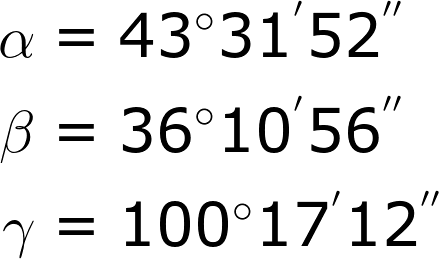 α = 43°31′52″
β = 36°10′56″
γ = 100°17′12″